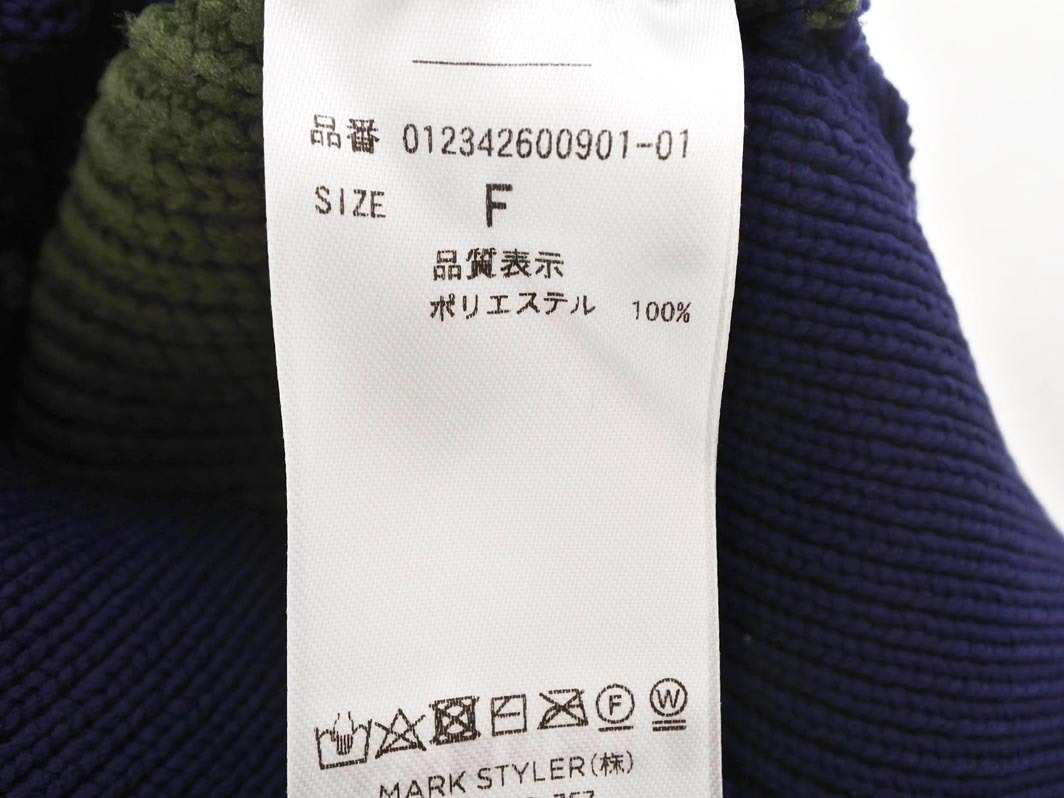 品番 012342600901-01
SIZE F
品質表示
ポリエステル 100%
F W
MARK STYLER(株)